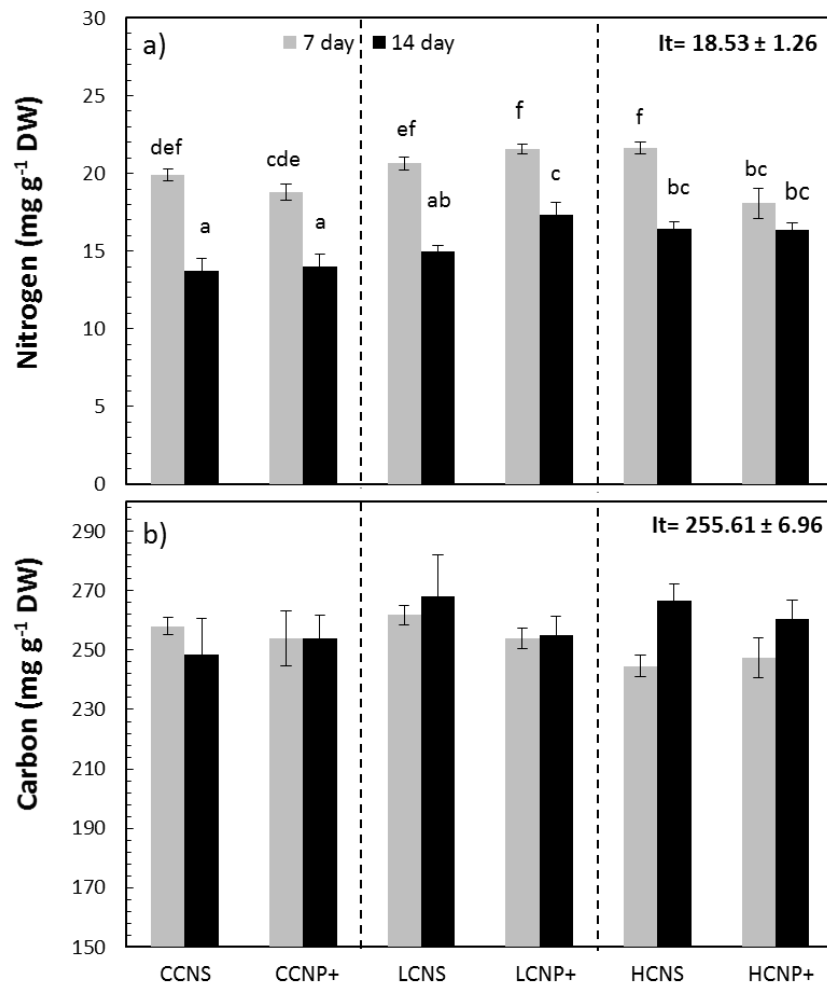 a)
7 day 14 day
It= 18.53 ± 1.26
Nitrogen (mg g⁻¹ DW)
30
25
20
15
10
5
0
def
a
cde
a
ef
ab
f
c
f
bc
bc
bc
b)
It= 255.61 ± 6.96
Carbon (mg g⁻¹ DW)
290
270
250
230
210
190
170
150
CCNS CCNP+ LCNS LCNP+ HCNS HCNP+